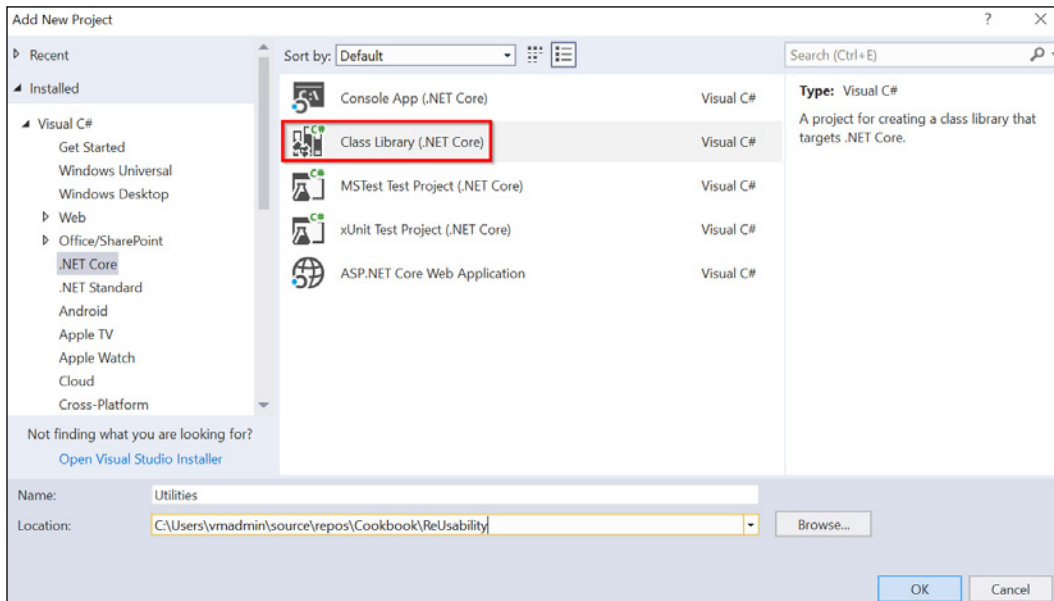 Add New Project
Recent
Installed
Visual C#
Get Started
Windows Universal
Windows Desktop
Web
Office/SharePoint
.NET Core
.NET Standard
Android
Apple TV
Apple Watch
Cloud
Cross-Platform
Not finding what you are looking for?
Open Visual Studio Installer
Sort by: Default
Console App (.NET Core) Visual C#
Class Library (.NET Core) Visual C#
MSTest Test Project (.NET Core) Visual C#
xUnit Test Project (.NET Core) Visual C#
ASP.NET Core Web Application Visual C#
Search (Ctrl+E)
Type: Visual C#
A project for creating a class library that
targets .NET Core.
Name: Utilities
Location: C:\Users\vmadmin\source\repos\Cookbook\ReUsability
Browse...
OK Cancel